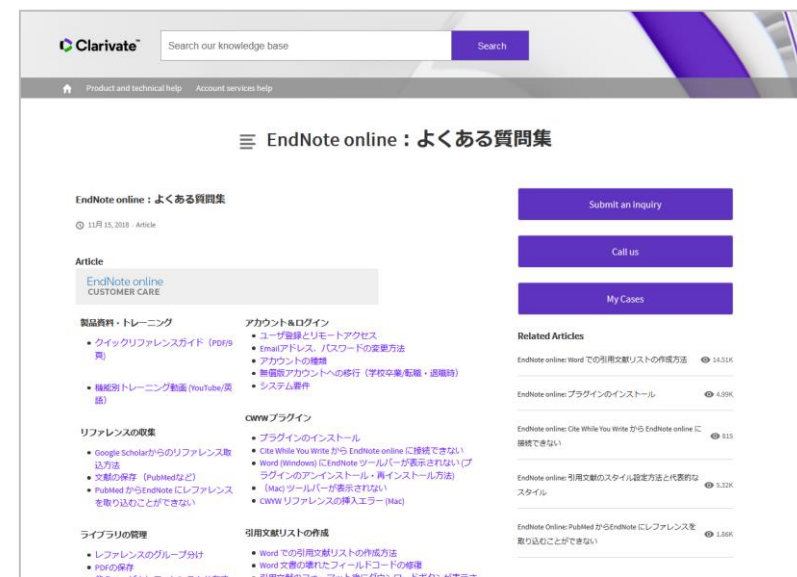 Clarivate™
Search our knowledge base
Search
Product and technical help
Account services help
EndNote online：よくある質問集
EndNote online：よくある質問集
11月 15, 2018 - Article
Article
EndNote online
CUSTOMER CARE
製品資料・トレーニング
クイックリファレンスガイド（PDF/9
頁)
機能別トレーニング動画 (YouTube/英
語)
リファレンスの収集
Google Scholarからのリファレンス取
込方法
文献の保存 （PubMedなど）
PubMed からEndNote にレファレンス
を取り込むことができない
ライブラリの管理
レファレンスのグループ分け
PDFの保存
アカウント&ログイン
ユーザ登録とリモートアクセス
Emailアドレス、パスワードの変更方法
アカウントの種類
無償版アカウントへの移行（学校卒業/転職・退職時）
システム要件
CWYW プラグイン
プラグインのインストール
Cite While You Write から EndNote online に接続できない
Word (Windows) にEndNote ツールバーが表示されない (プ
ラグインのアンインストール・再インストール方法)
（Mac) ツールバーが表示されない
CWYW リファレンスの挿入エラー (Mac)
引用文献リストの作成
Word での引用文献リストの作成方法
Word 文書の壊れたフィールドコードの修復
Submit an inquiry
Call us
My Cases
Related Articles
EndNote online: Word での引用文献リストの作成方法 14.51K
EndNote online: プラグインのインストール 4.99K
EndNote online: Cite While You Write から EndNote online に
接続できない 815
EndNote online: 引用文献のスタイル設定方法と代表的な
スタイル 5.32K
EndNote Online: PubMed からEndNote にレファレンスを
取り込むことができない 1.88K